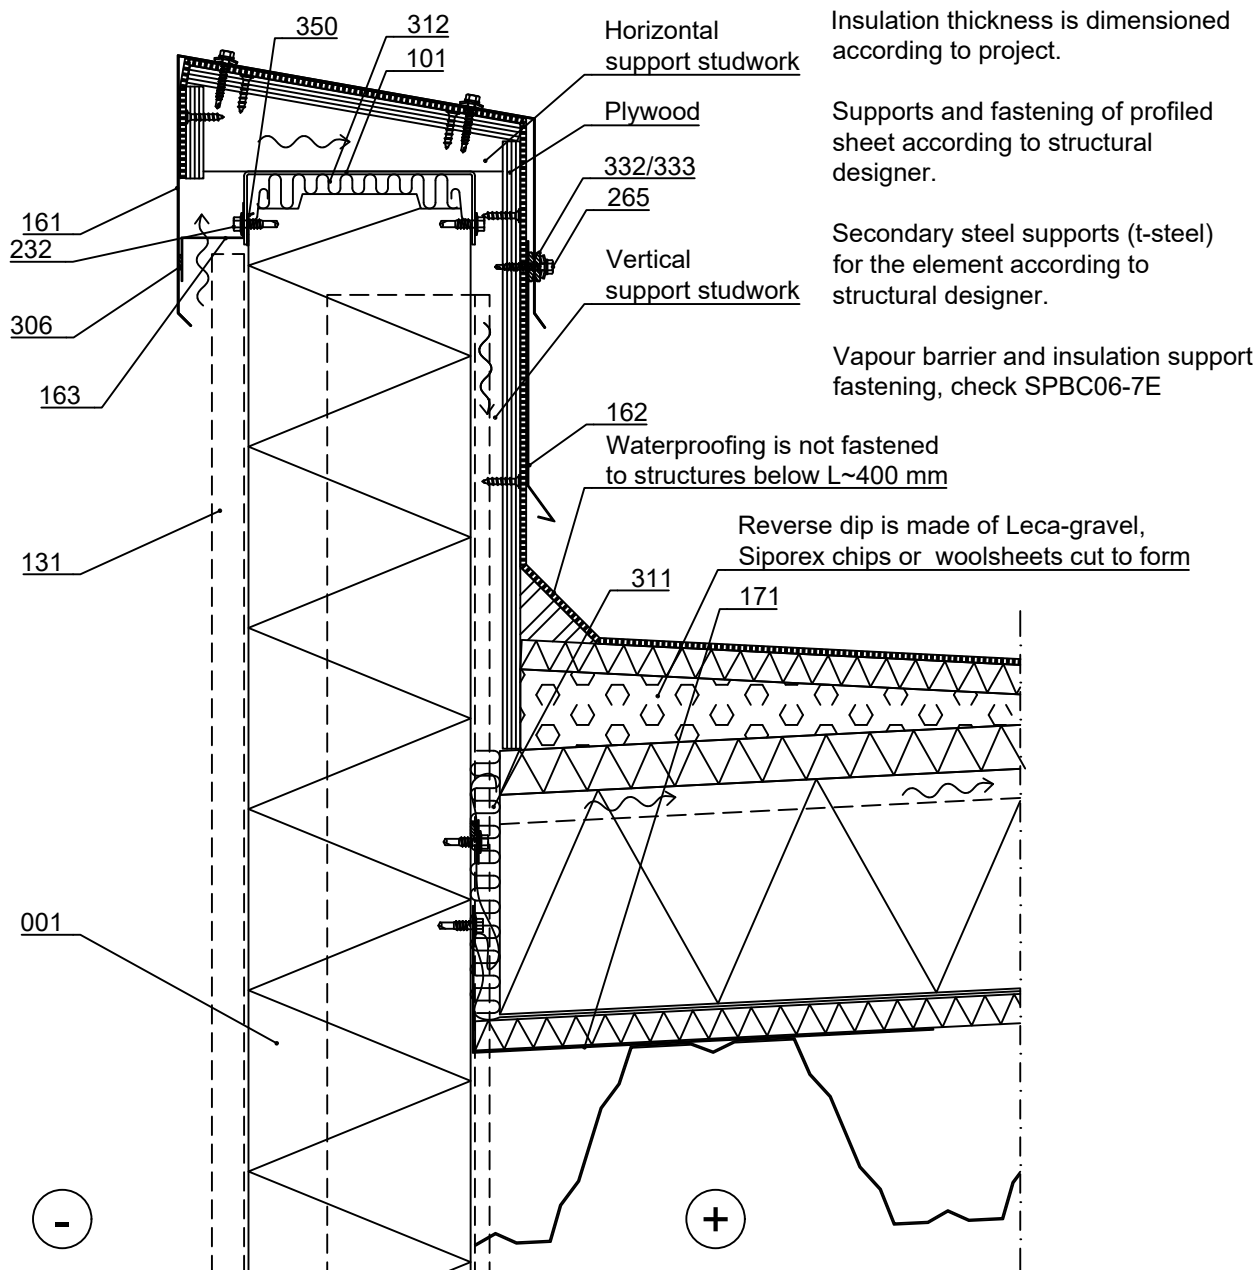 350
312
101
Horizontal
support studwork
Plywood
332/333
265
Vertical
support studwork
161
232
306
163
131
001
162
Waterproofing is not fastened
to structures below L~400 mm
Reverse dip is made of Leca-gravel,
Siporex chips or woolsheets cut to form
311
171
Insulation thickness is dimensioned
according to project.
Supports and fastening of profiled
sheet according to structural
designer.
Secondary steel supports (t-steel)
for the element according to
structural designer.
Vapour barrier and insulation support
fastening, check SPBC06-7E
-
+